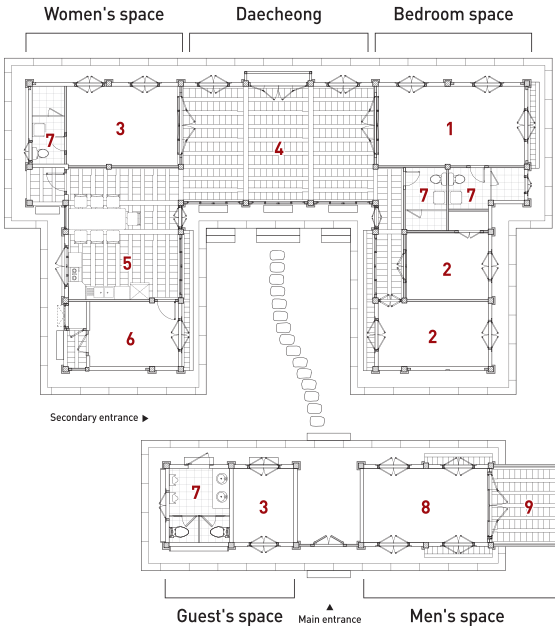 Women's space Daecheong Bedroom space
3 1
7 4
7 7
5 2
6 2
Secondary entrance ▶
7 3 8 9
▲
Guest's space Main entrance Men's space